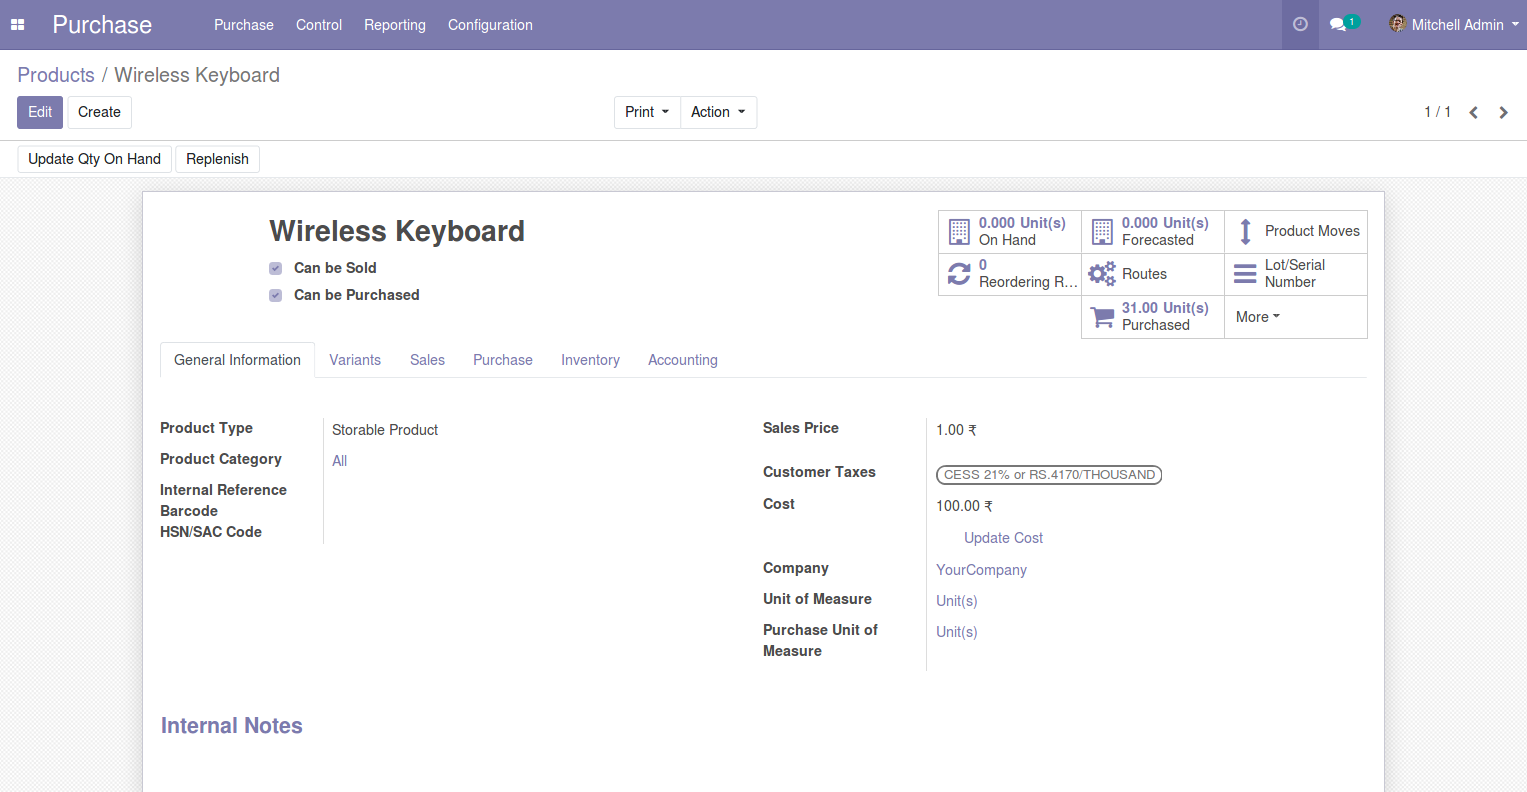 Purchase Purchase Control Reporting Configuration 1 Mitchell Admin
Products / Wireless Keyboard
Edit Create Print Action 1 / 1
Update Qty On Hand Replenish
Wireless Keyboard
Can be Sold
Can be Purchased
0.000 Unit(s)
On Hand
0.000 Unit(s)
Forecasted
Product Moves
0
Reordering R...
Routes
Lot/Serial
Number
31.00 Unit(s)
Purchased
More
General Information Variants Sales Purchase Inventory Accounting
Product Type Storable Product
Product Category All
Internal Reference
Barcode
HSN/SAC Code
Sales Price 1.00 ₹
Customer Taxes CESS 21% or RS.4170/THOUSAND
Cost 100.00 ₹
Update Cost
Company YourCompany
Unit of Measure Unit(s)
Purchase Unit of Unit(s)
Measure
Internal Notes